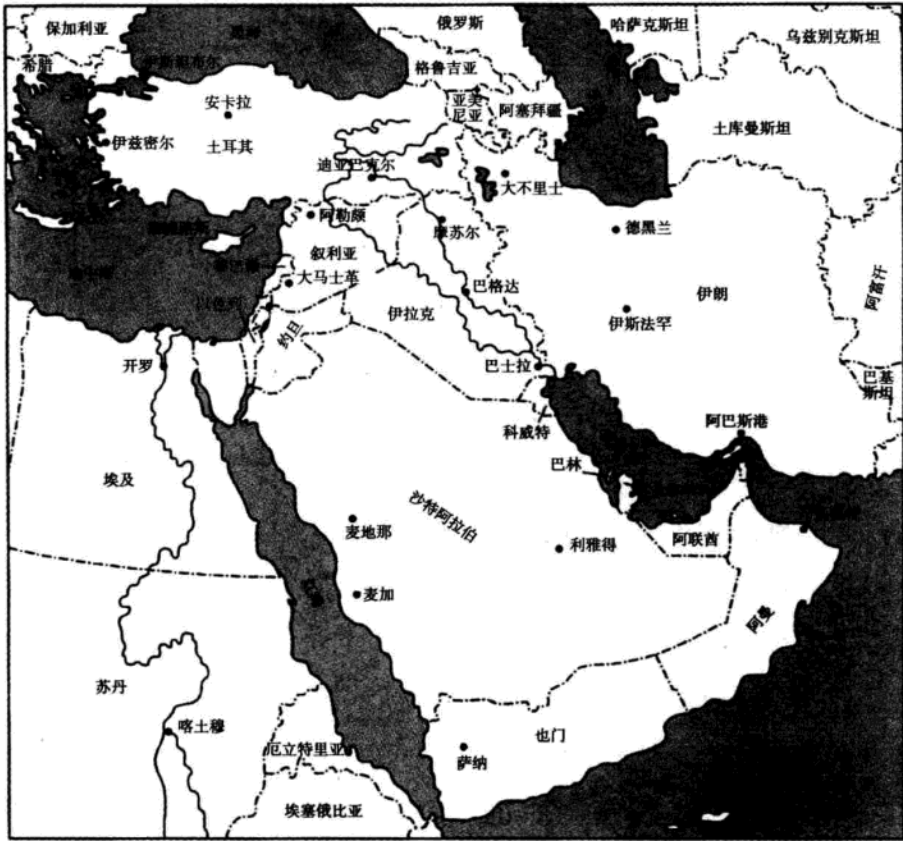 保加利亚
俄罗斯
哈萨克斯坦
乌兹别克斯坦
希腊
伊斯坦布尔
格鲁吉亚
安卡拉
亚美
尼亚
阿塞拜疆
土库曼斯坦
伊兹密尔
土耳其
迪亚巴克尔
大不里士
阿勒颇
摩苏尔
德黑兰
叙利亚
大马士革
巴格达
伊朗
阿富汗
以色列
伊拉克
伊斯法罕
约旦
开罗
巴士拉
巴基
斯坦
科威特
阿巴斯港
巴林
埃及
沙特阿拉伯
麦地那
利雅得
阿联酋
红海
麦加
阿曼
苏丹
喀土穆
厄立特里亚
也门
萨纳
埃塞俄比亚